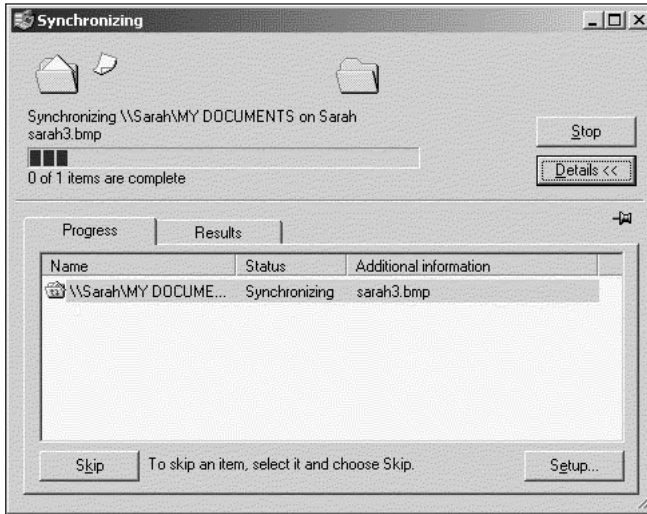 Synchronizing
Synchronizing \\Sarah\MY DOCUMENTS on Sarah
sarah3.bmp
Stop
0 of 1 items are complete
Details <<
Progress Results
Name Status Additional information
\\Sarah\MY DOCUME... Synchronizing sarah3.bmp
Skip To skip an item, select it and choose Skip. Setup...